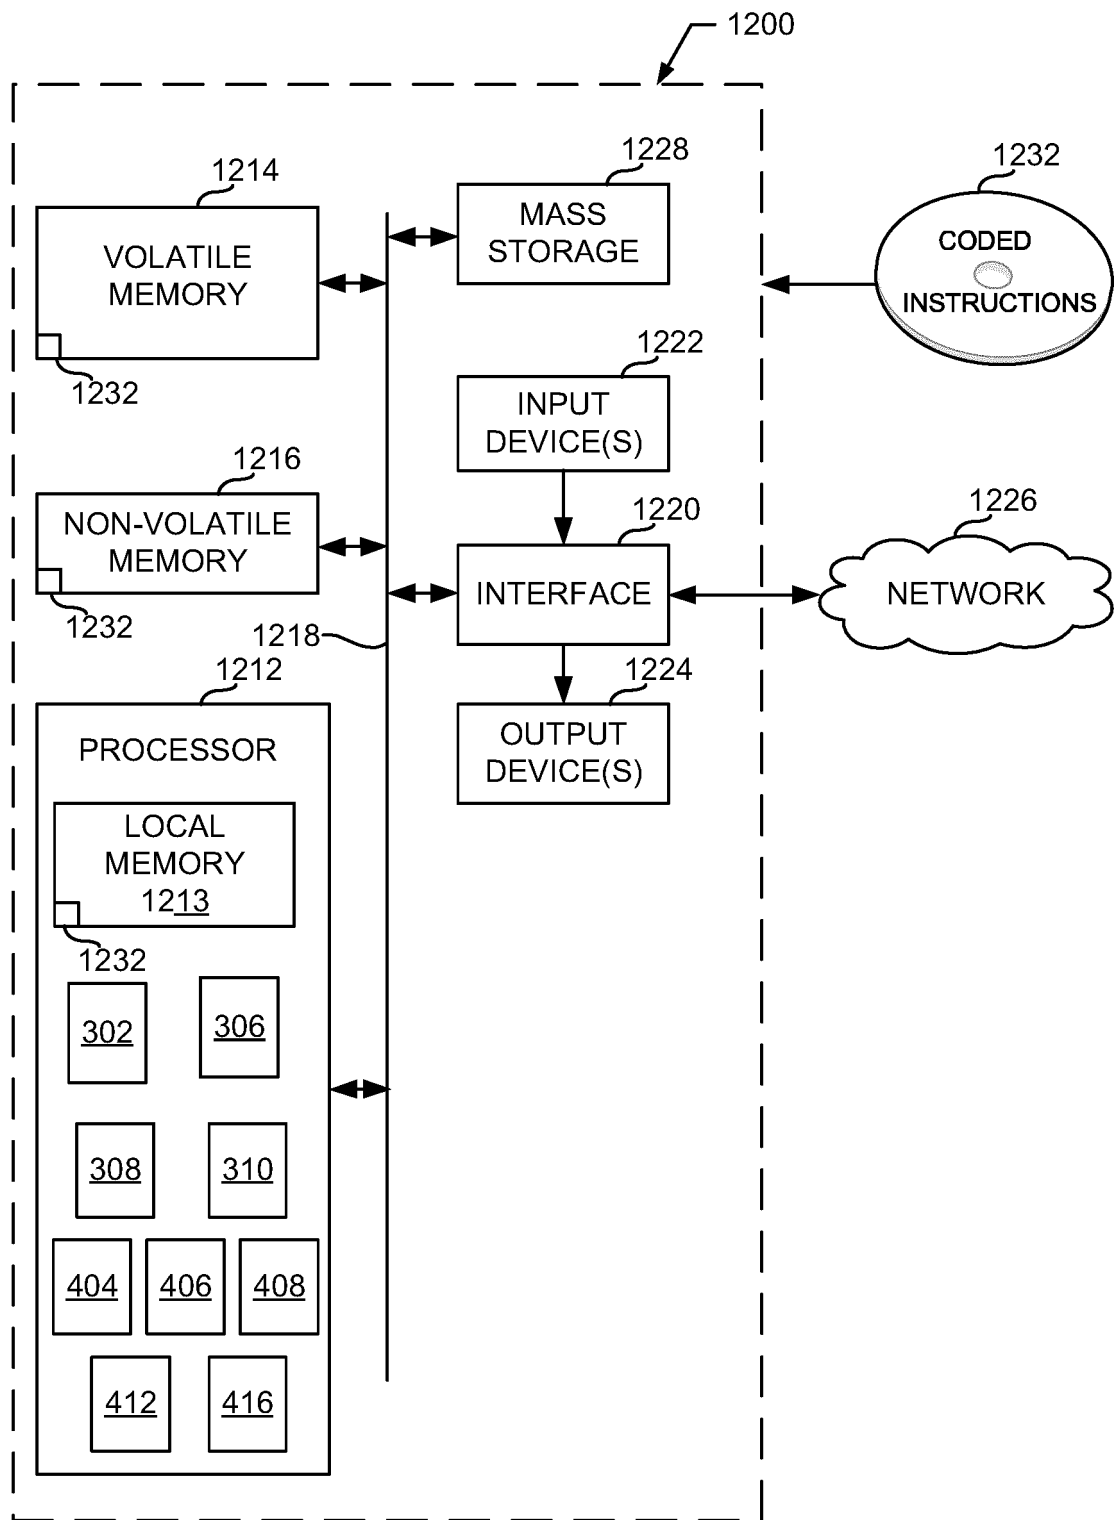 1200
1214
VOLATILE
MEMORY
1232
1228
MASS
STORAGE
1232
CODED
INSTRUCTIONS
1222
INPUT
DEVICE(S)
1216
NON-VOLATILE
MEMORY
1232
1220
INTERFACE
1226
NETWORK
1218
1212
PROCESSOR
1224
OUTPUT
DEVICE(S)
LOCAL
MEMORY
1213
1232
302
306
308
310
404
406
408
412
416